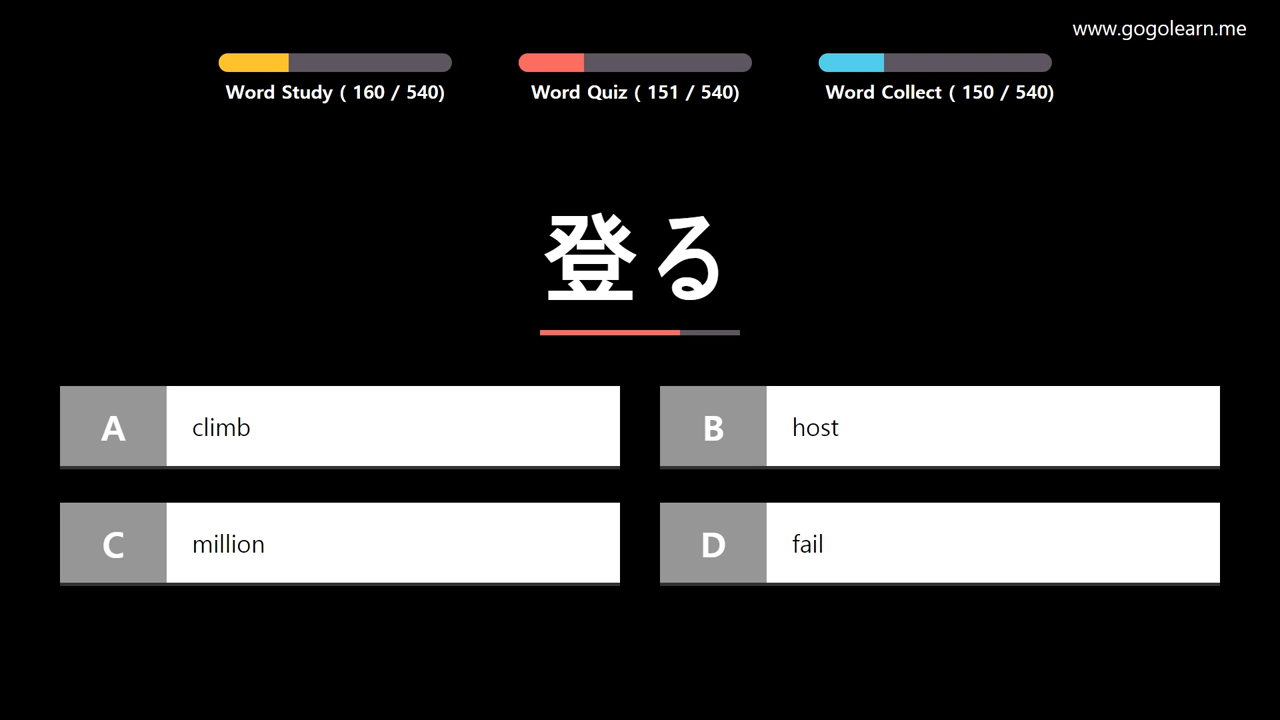 www.gogolearn.me
Word Study ( 160 / 540)
Word Quiz ( 151 / 540)
Word Collect ( 150 / 540)
登る
A climb
B host
C million
D fail